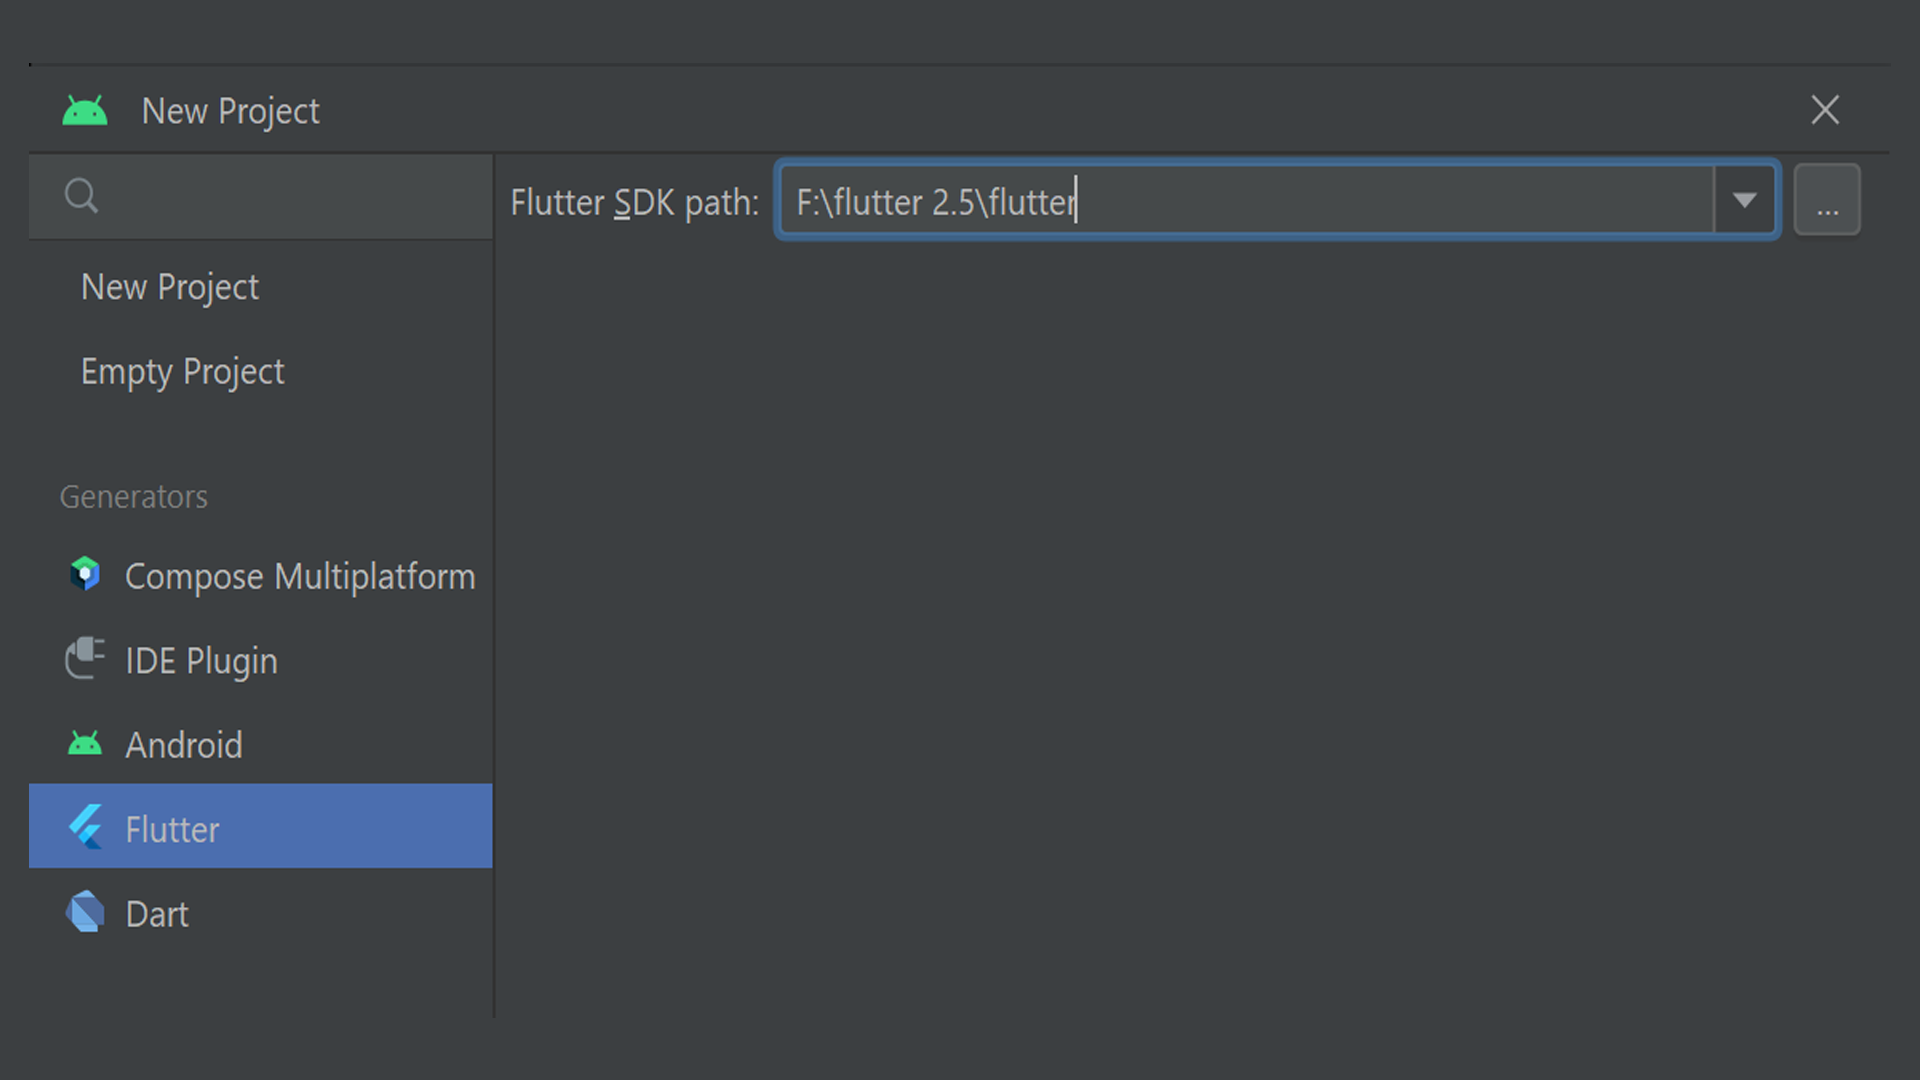 New Project
Flutter SDK path: F:\flutter 2.5\flutter ...
New Project
Empty Project
Generators
Compose Multiplatform
IDE Plugin
Android
Flutter
Dart